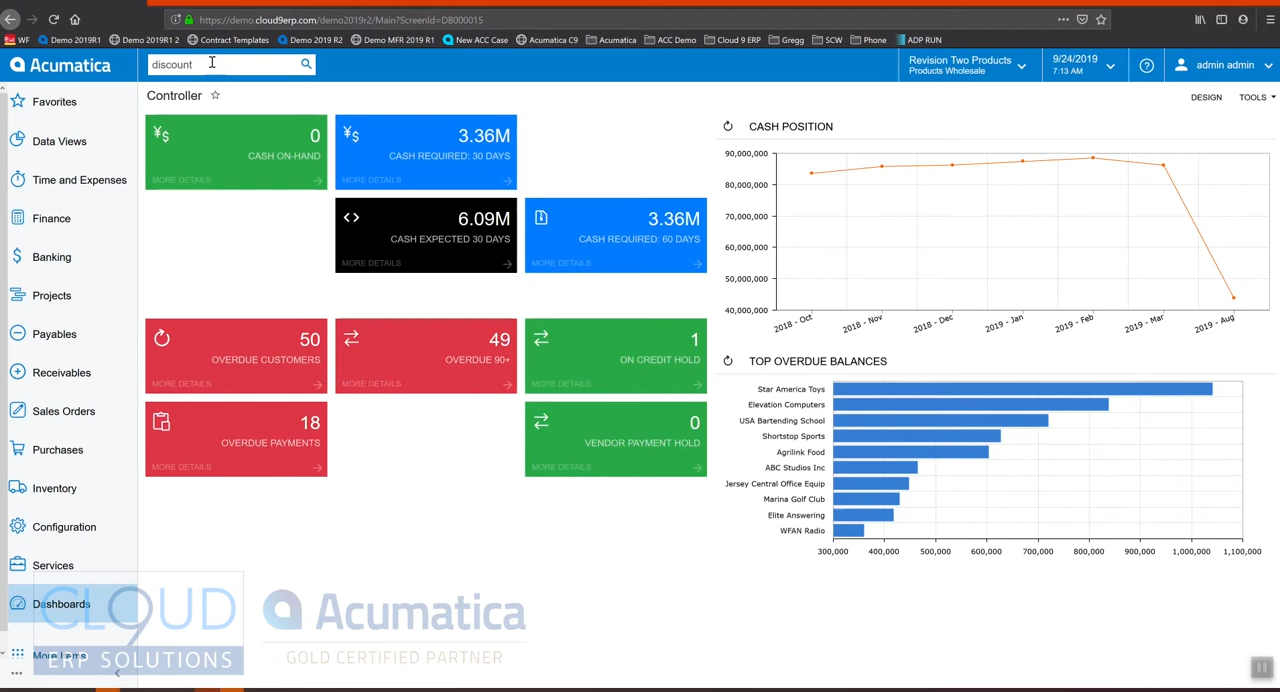 https://demo.cloud9erp.com/demo2019r2/Main?ScreenId=DB000015
WF Demo 2019R1 Demo 2019R1 2 Contract Templates Demo 2019 R2 Demo MFR 2019 R1 New ACC Case Acumatica C9 Acumatica ACC Demo Cloud 9 ERP Gregg SCW Phone ADP RUN
Acumatica
discount
Revision Two Products
Products Wholesale
9/24/2019
7:13 AM
admin admin
Favorites
Data Views
Time and Expenses
Finance
Banking
Projects
Payables
Receivables
Sales Orders
Purchases
Inventory
Configuration
Services
Dashboards
More Items
Controller
DESIGN TOOLS
0
CASH ON-HAND
MORE DETAILS
3.36M
CASH REQUIRED: 30 DAYS
MORE DETAILS
6.09M
CASH EXPECTED 30 DAYS
MORE DETAILS
3.36M
CASH REQUIRED: 60 DAYS
MORE DETAILS
50
OVERDUE CUSTOMERS
MORE DETAILS
49
OVERDUE 90+
MORE DETAILS
1
ON CREDIT HOLD
MORE DETAILS
18
OVERDUE PAYMENTS
MORE DETAILS
0
VENDOR PAYMENT HOLD
MORE DETAILS
CASH POSITION
90,000,000
80,000,000
70,000,000
60,000,000
50,000,000
40,000,000
2018 - Oct 2018 - Nov 2018 - Dec 2019 - Jan 2019 - Feb 2019 - Mar 2019 - Aug
TOP OVERDUE BALANCES
Star America Toys
Elevation Computers
USA Bartending School
Shortstop Sports
Agrilink Food
ABC Studios Inc
Jersey Central Office Equip
Marina Golf Club
Elite Answering
WFAN Radio
300,000 400,000 500,000 600,000 700,000 800,000 900,000 1,000,000 1,100,000
CLOUD 9
ERP SOLUTIONS
Acumatica
GOLD CERTIFIED PARTNER